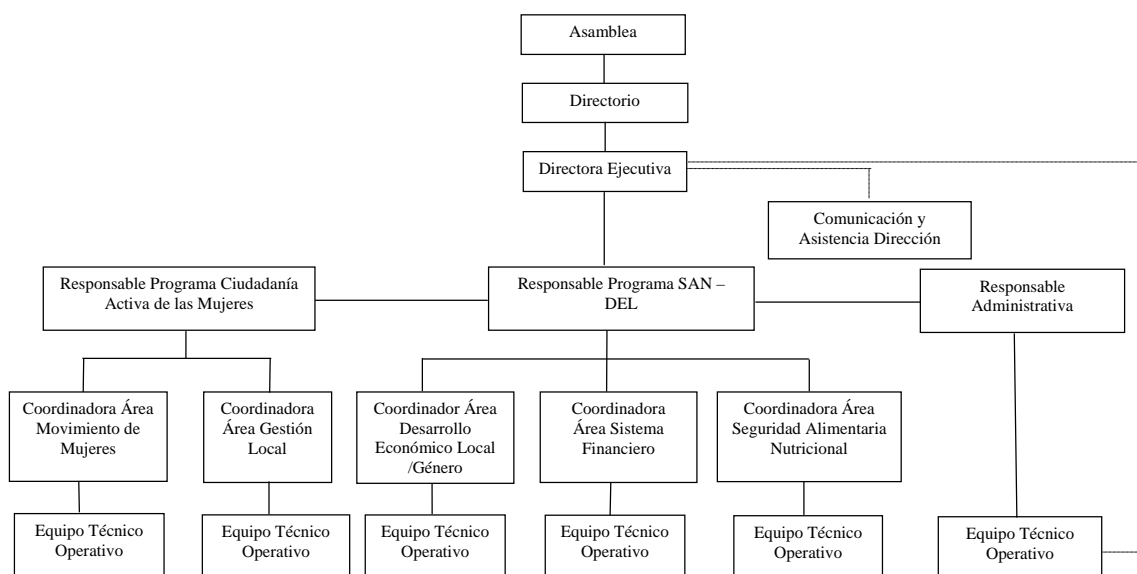 Asamblea
Directorio
Directora Ejecutiva
Comunicación y
Asistencia Dirección
Responsable Programa Ciudadanía
Activa de las Mujeres
Responsable Programa SAN –
DEL
Responsable
Administrativa
Coordinadora Área
Movimiento de
Mujeres
Coordinadora
Área Gestión
Local
Coordinador Área
Desarrollo
Económico Local
/Género
Coordinadora
Área Sistema
Financiero
Coordinadora Área
Seguridad Alimentaria
Nutricional
Equipo Técnico
Operativo
Equipo Técnico
Operativo
Equipo Técnico
Operativo
Equipo Técnico
Operativo
Equipo Técnico
Operativo
Equipo Técnico
Operativo